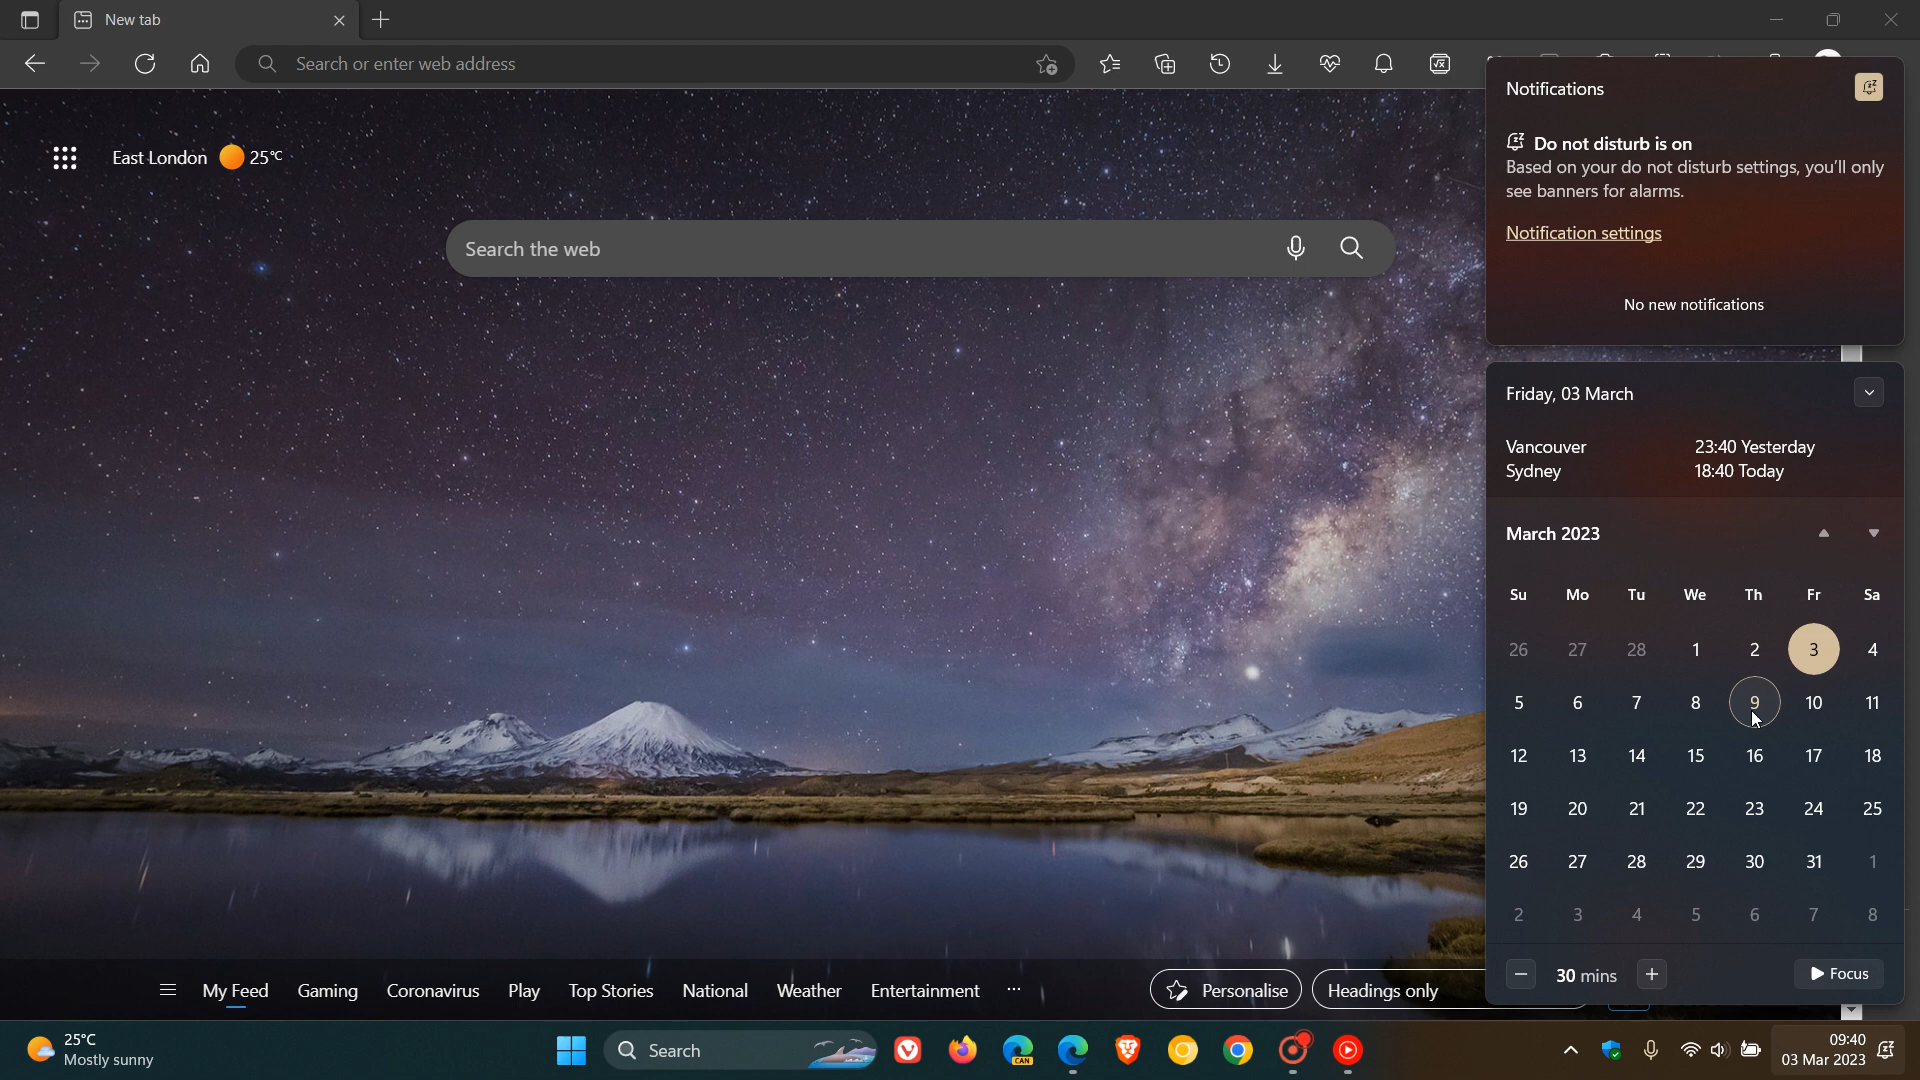 New tab
Search or enter web address
East London 25°C
Search the web
Notifications
Do not disturb is on
Based on your do not disturb settings, you'll only
see banners for alarms.
Notification settings
No new notifications
Friday, 03 March
Vancouver 23:40 Yesterday
Sydney 18:40 Today
March 2023
Su Mo Tu We Th Fr Sa
26 27 28 1 2 3 4
5 6 7 8 9 10 11
12 13 14 15 16 17 18
19 20 21 22 23 24 25
26 27 28 29 30 31 1
2 3 4 5 6 7 8
30 mins Focus
My Feed Gaming Coronavirus Play Top Stories National Weather Entertainment ... Personalise Headings only
25°C
Mostly sunny
Search
CAN
09:40
03 Mar 2023